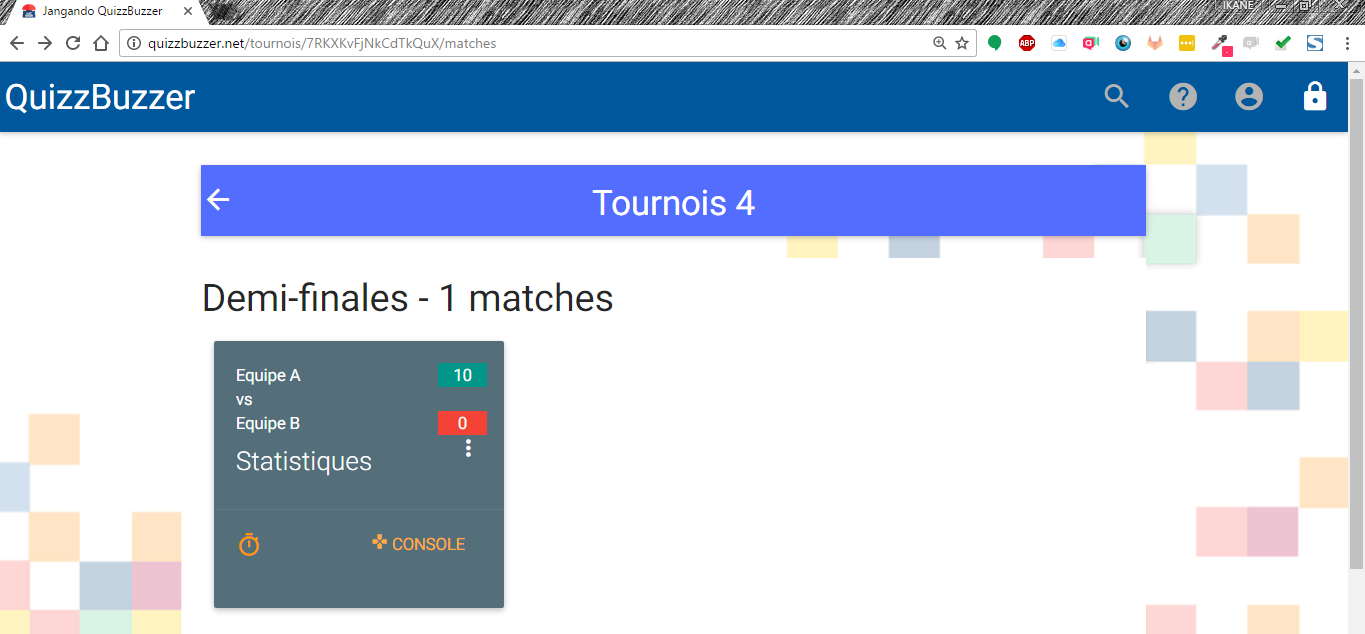 Jangando QuizzBuzzer
IKANE
quizzbuzzer.net/tournois/7RKXKvFjNkCdTkQuX/matches
ABP
QuizzBuzzer
Tournois 4
Demi-finales - 1 matches
Equipe A 10
vs
Equipe B 0
Statistiques
CONSOLE